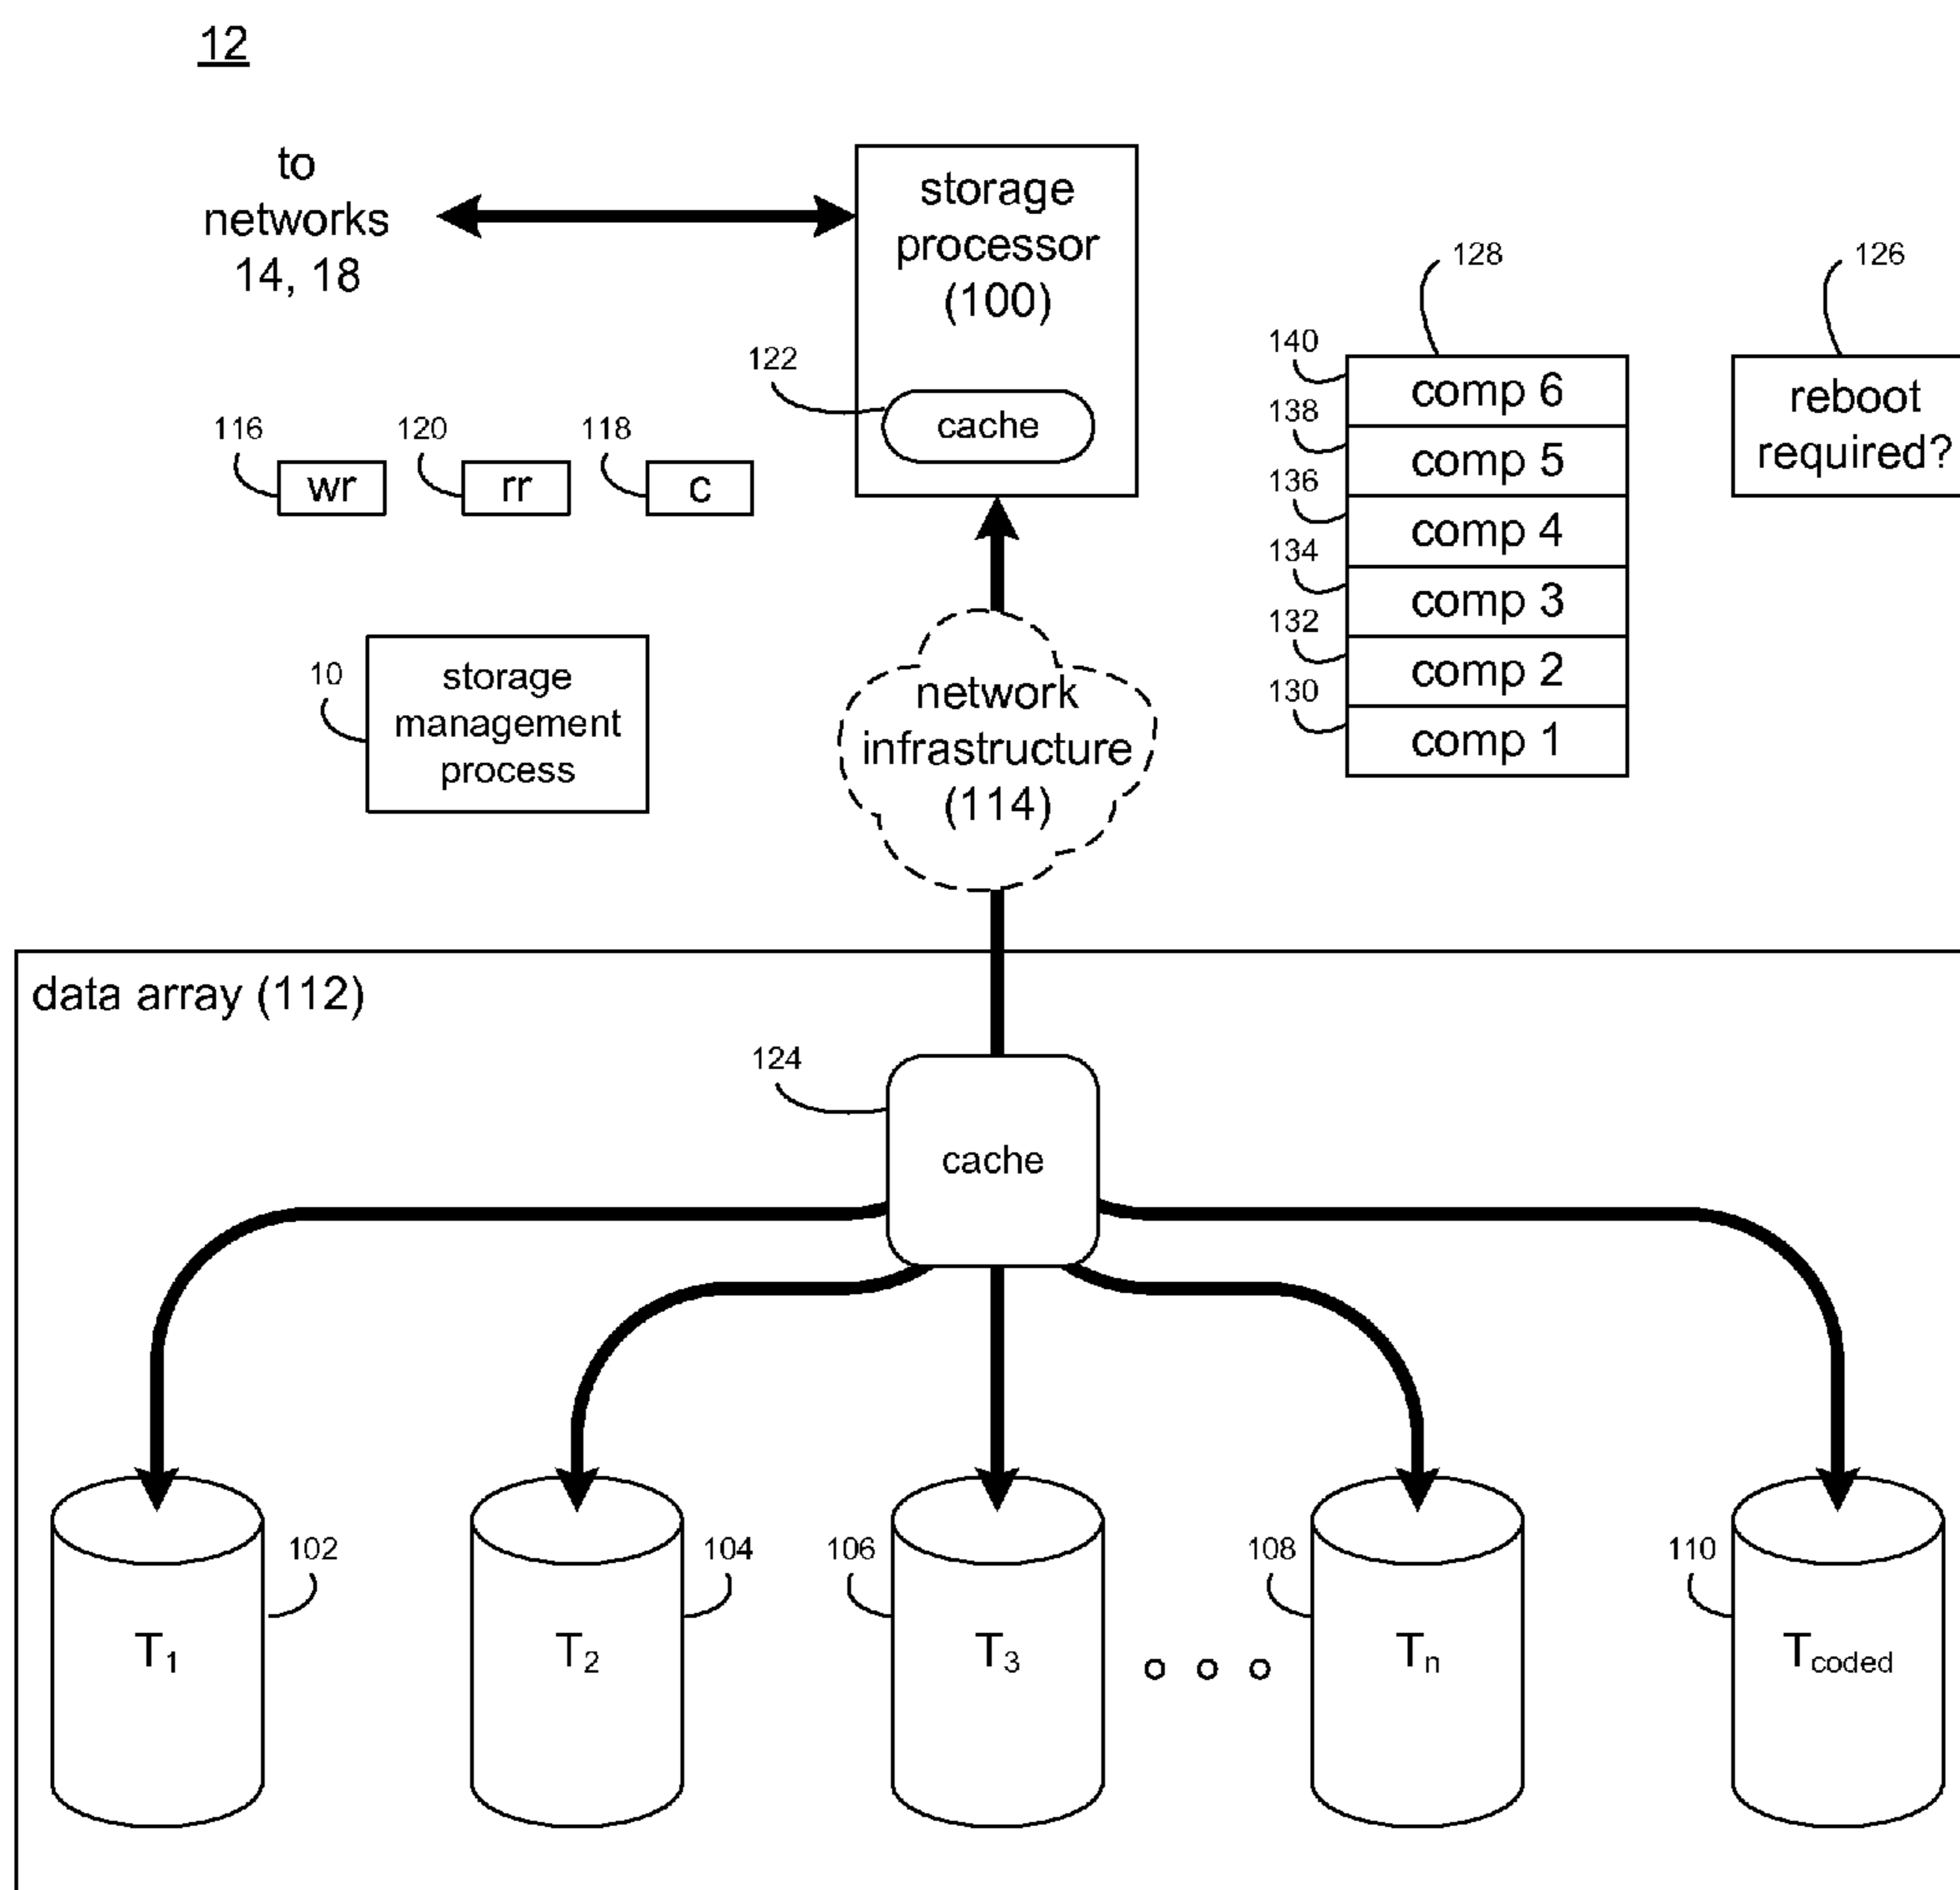 12
to
networks
14, 18
storage
processor
(100)
122
cache
116
wr
120
rr
118
c
128
126
140
comp 6
138
comp 5
136
comp 4
134
comp 3
132
comp 2
130
comp 1
reboot
required?
10
storage
management
process
network
infrastructure
(114)
data array (112)
124
cache
102
104
106
108
110
T1
T2
T3
Tn
Tcoded